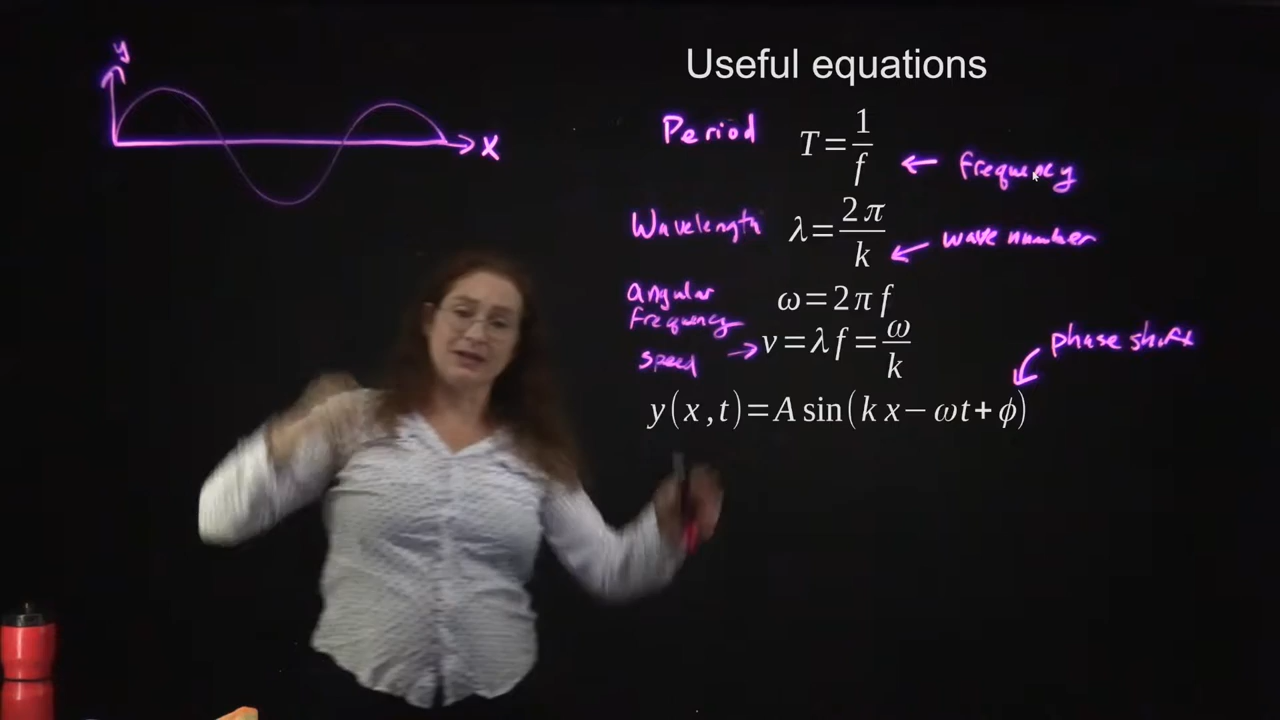 y
x
Useful equations
Period T = 1/f ← frequency
Wavelength λ = 2π/k ← wave number
angular frequency ω = 2πf
speed → v = λf = ω/k
phase shift
y(x,t) = A sin(kx − ωt + ϕ)